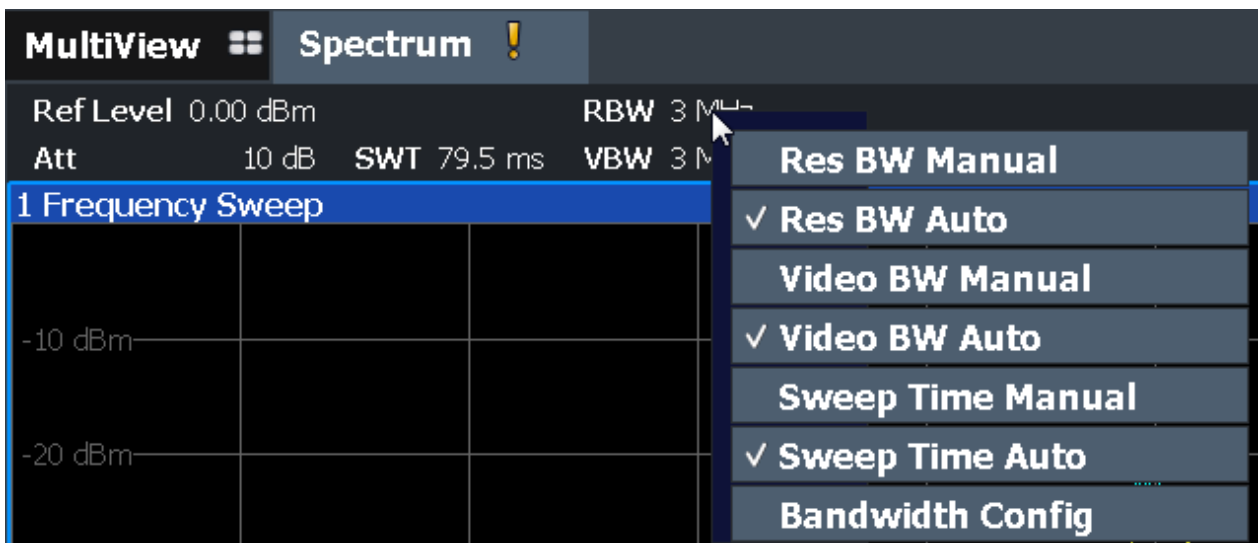 MultiView Spectrum
Ref Level 0.00 dBm RBW 3 MHz
Att 10 dB SWT 79.5 ms VBW 3 M
1 Frequency Sweep
-10 dBm
-20 dBm
Res BW Manual
✓ Res BW Auto
Video BW Manual
✓ Video BW Auto
Sweep Time Manual
✓ Sweep Time Auto
Bandwidth Config